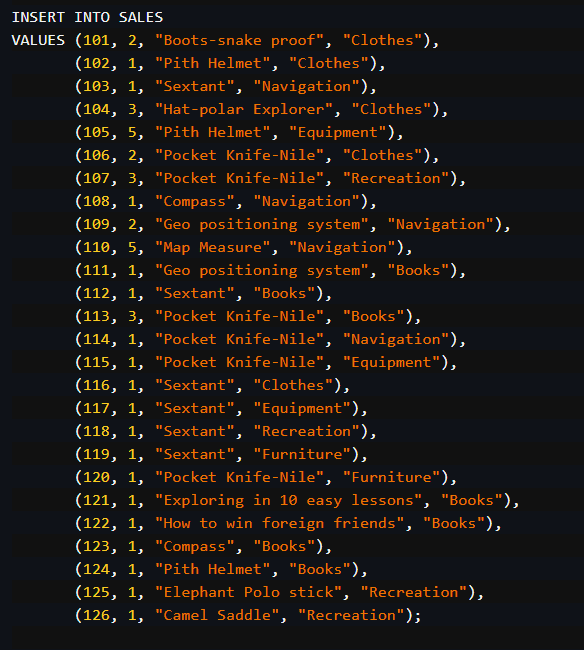 INSERT INTO SALES
VALUES (101, 2, "Boots-snake proof", "Clothes"),
(102, 1, "Pith Helmet", "Clothes"),
(103, 1, "Sextant", "Navigation"),
(104, 3, "Hat-polar Explorer", "Clothes"),
(105, 5, "Pith Helmet", "Equipment"),
(106, 2, "Pocket Knife-Nile", "Clothes"),
(107, 3, "Pocket Knife-Nile", "Recreation"),
(108, 1, "Compass", "Navigation"),
(109, 2, "Geo positioning system", "Navigation"),
(110, 5, "Map Measure", "Navigation"),
(111, 1, "Geo positioning system", "Books"),
(112, 1, "Sextant", "Books"),
(113, 3, "Pocket Knife-Nile", "Books"),
(114, 1, "Pocket Knife-Nile", "Navigation"),
(115, 1, "Pocket Knife-Nile", "Equipment"),
(116, 1, "Sextant", "Clothes"),
(117, 1, "Sextant", "Equipment"),
(118, 1, "Sextant", "Recreation"),
(119, 1, "Sextant", "Furniture"),
(120, 1, "Pocket Knife-Nile", "Furniture"),
(121, 1, "Exploring in 10 easy lessons", "Books"),
(122, 1, "How to win foreign friends", "Books"),
(123, 1, "Compass", "Books"),
(124, 1, "Pith Helmet", "Books"),
(125, 1, "Elephant Polo stick", "Recreation"),
(126, 1, "Camel Saddle", "Recreation");